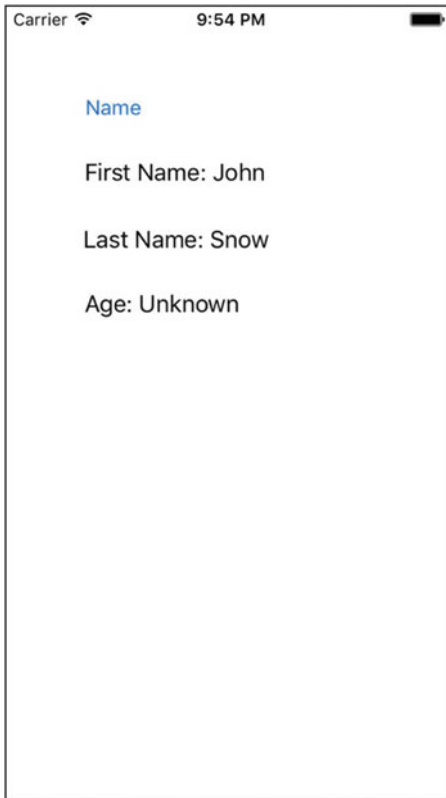 Carrier 9:54 PM
Name
First Name: John
Last Name: Snow
Age: Unknown